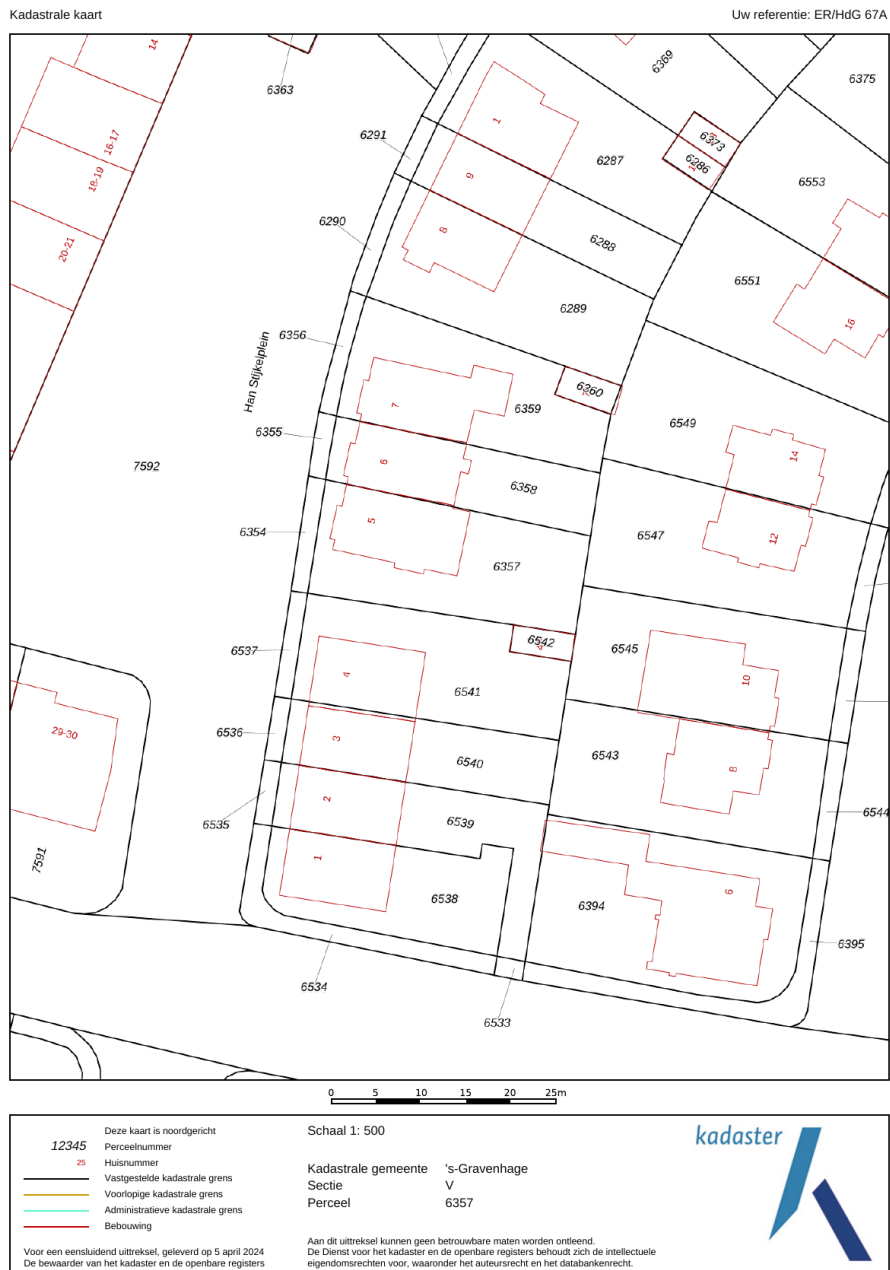 Kadastrale kaart
Uw referentie: ER/HdG 67A
14
6363
6369
6375
16-17
6291
1
6373
6287
6286
18-19
9
6553
6290
8
6288
20-21
6551
6289
6356
16
Han Stijkelplein
6360
7
6359
6355
6549
14
7592
6
6358
5
6354
6547
12
6357
6542
6537
6545
4
10
6541
6536
3
6540
6543
29-30
8
2
6535
6539
6544
7591
1
6
6538
6394
6395
6534
6533
0 5 10 15 20 25m
Deze kaart is noordgericht
12345 Perceelnummer
25 Huisnummer
Vastgestelde kadastrale grens
Voorlopige kadastrale grens
Administratieve kadastrale grens
Bebouwing
Voor een eensluidend uittreksel, geleverd op 5 april 2024
De bewaarder van het kadaster en de openbare registers
Schaal 1: 500
Kadastrale gemeente 's-Gravenhage
Sectie V
Perceel 6357
Aan dit uittreksel kunnen geen betrouwbare maten worden ontleend.
De Dienst voor het kadaster en de openbare registers behoudt zich de intellectuele
eigendomsrechten voor, waaronder het auteursrecht en het databankenrecht.
kadaster